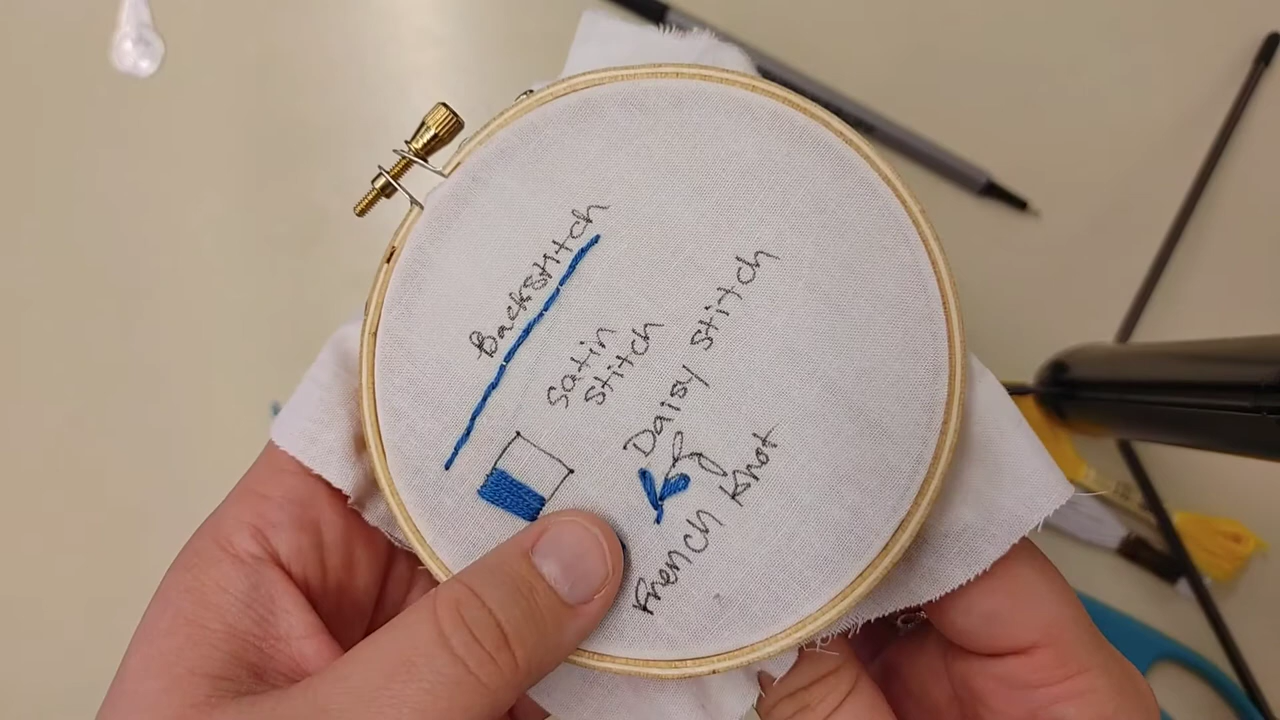 Backstitch
Satin
Stitch
Daisy Stitch
French Knot